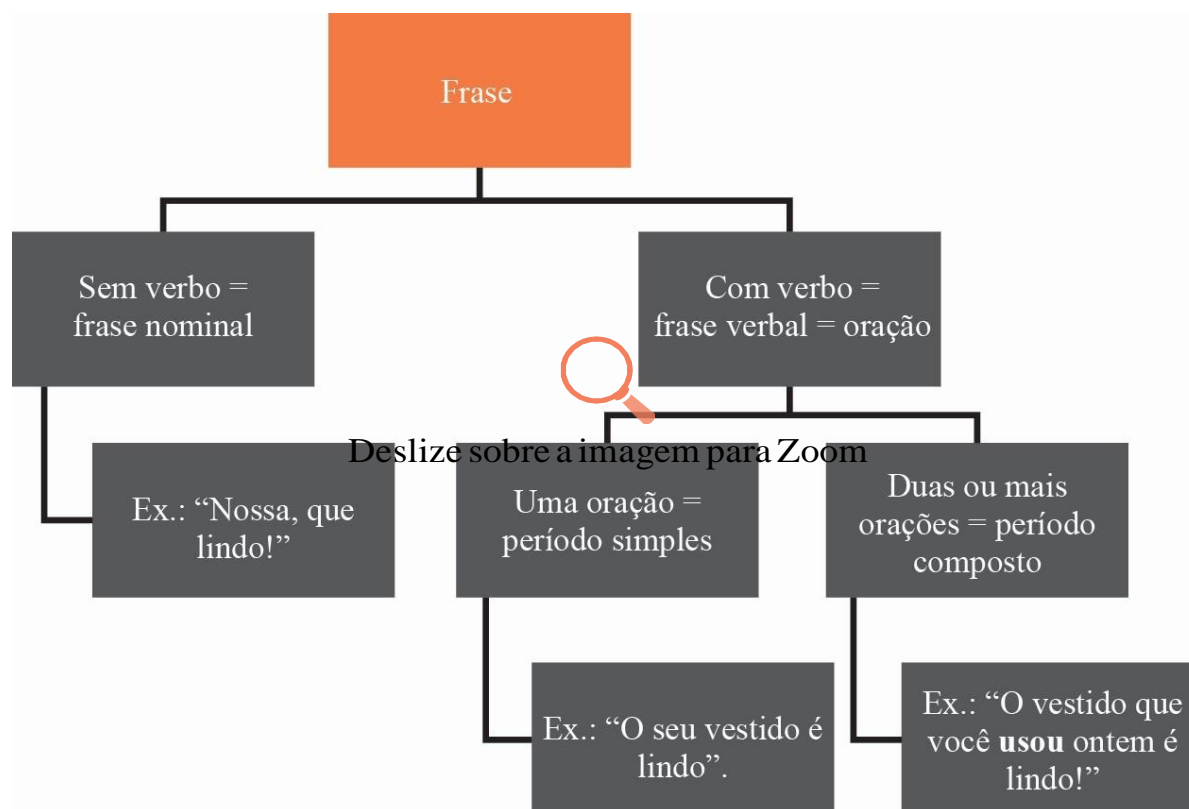 Frase
Sem verbo =
frase nominal
Com verbo =
frase verbal = oração
Deslize sobre a imagem para Zoom
Ex.: “Nossa, que
lindo!”
Uma oração =
período simples
Duas ou mais
orações = período
composto
Ex.: “O seu vestido é
lindo”.
Ex.: “O vestido que
você usou ontem é
lindo!”